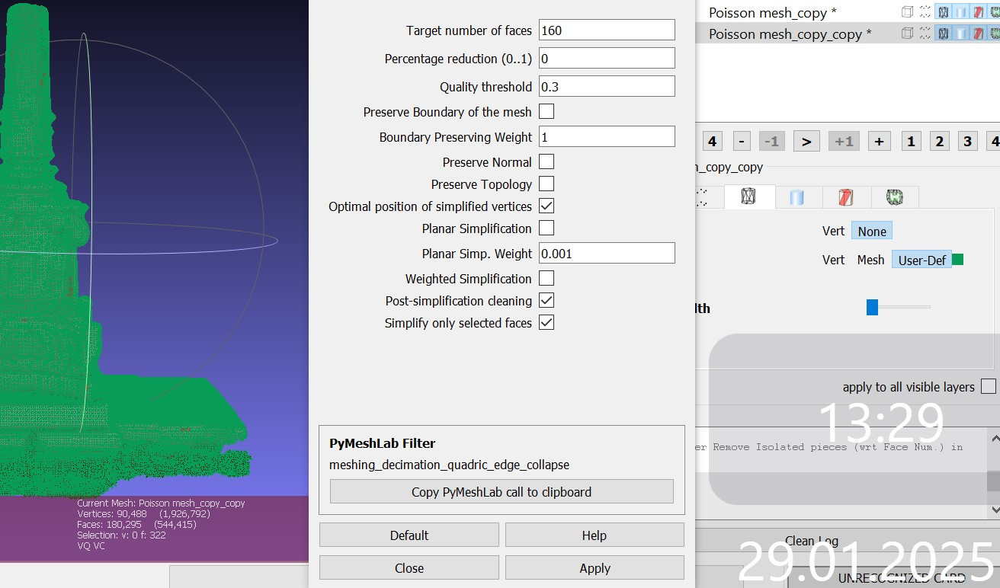 Poisson mesh_copy *
Poisson mesh_copy_copy *
Target number of faces 160
Percentage reduction (0..1) 0
Quality threshold 0.3
Preserve Boundary of the mesh
Boundary Preserving Weight 1
Preserve Normal
Preserve Topology
Optimal position of simplified vertices
Planar Simplification
Planar Simp. Weight 0.001
Weighted Simplification
Post-simplification cleaning
Simplify only selected faces
PyMeshLab Filter
meshing_decimation_quadric_edge_collapse
Copy PyMeshLab call to clipboard
Default Help
Close Apply
4 - -1 > +1 + 1 2 3 4
_copy_copy
Vert None
Vert Mesh User-Def
dth
apply to all visible layers
13:29
er Remove Isolated pieces (wrt Face Num.) in
Clean Log
29.01.2025
UNRECOGNIZED CARD
Current Mesh: Poisson mesh_copy_copy
Vertices: 90,488 (1,926,792)
Faces: 180,295 (544,415)
Selection: v: 0 f: 322
VQ VC